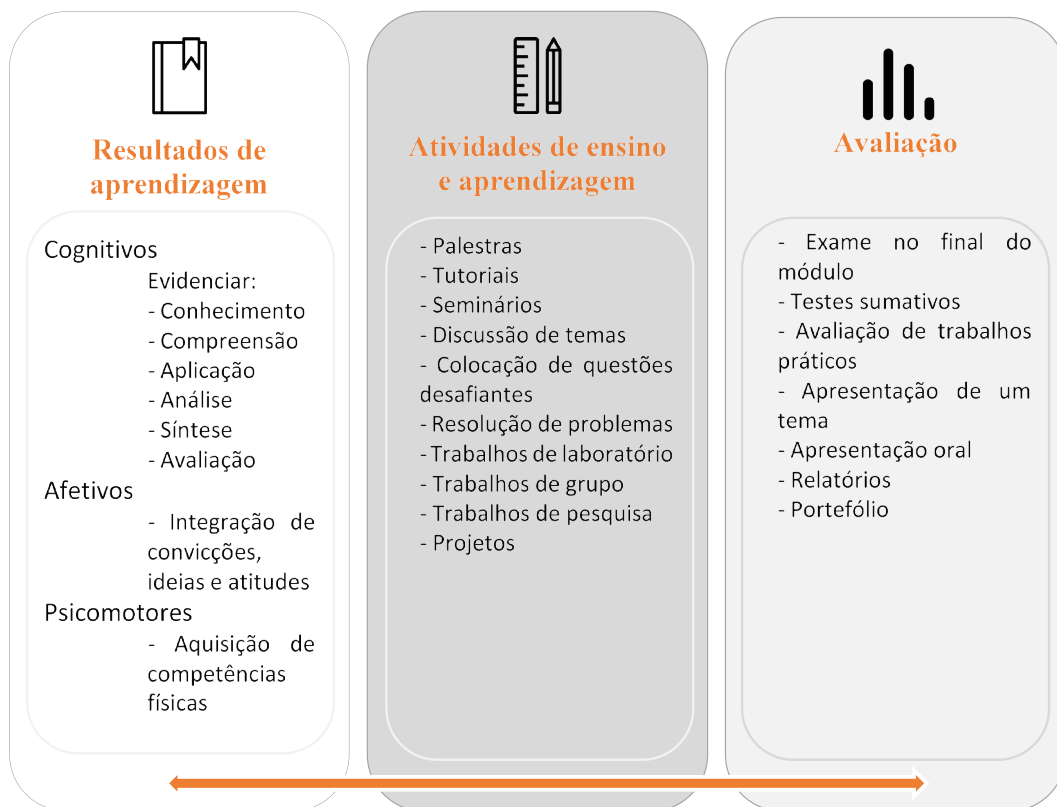 Resultados de
aprendizagem
Cognitivos
Evidenciar:
- Conhecimento
- Compreensão
- Aplicação
- Análise
- Síntese
- Avaliação
Afetivos
- Integração de
convicções,
ideias e atitudes
Psicomotores
- Aquisição de
competências
físicas
Atividades de ensino
e aprendizagem
- Palestras
- Tutoriais
- Seminários
- Discussão de temas
- Colocação de questões
desafiantes
- Resolução de problemas
- Trabalhos de laboratório
- Trabalhos de grupo
- Trabalhos de pesquisa
- Projetos
Avaliação
- Exame no final do
módulo
- Testes sumativos
- Avaliação de trabalhos
práticos
- Apresentação de um
tema
- Apresentação oral
- Relatórios
- Portefólio